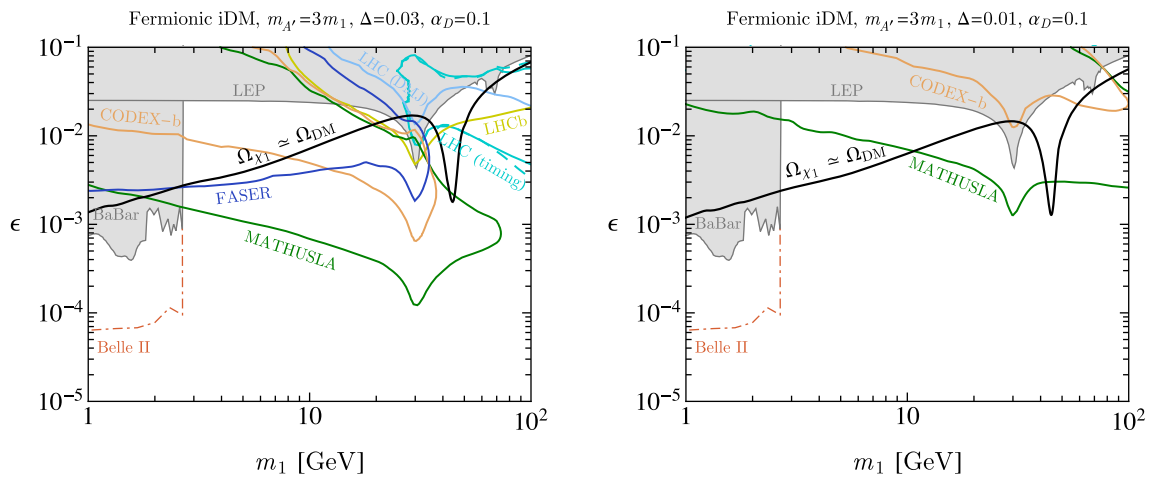 Fermionic iDM, m_{A'}=3m_1, Δ=0.03, α_D=0.1
10^{-1}
10^{-2}
10^{-3}
10^{-4}
10^{-5}
ϵ
LHC (DMJ)
LEP
CODEX-b
LHCb
LHC (timing)
Ω_{χ1} ≃ Ω_{DM}
FASER
BaBar
MATHUSLA
Belle II
1
10
10^2
m_1 [GeV]
Fermionic iDM, m_{A'}=3m_1, Δ=0.01, α_D=0.1
10^{-1}
10^{-2}
10^{-3}
10^{-4}
10^{-5}
ϵ
LEP
CODEX-b
Ω_{χ1} ≃ Ω_{DM}
MATHUSLA
BaBar
Belle II
1
10
10^2
m_1 [GeV]